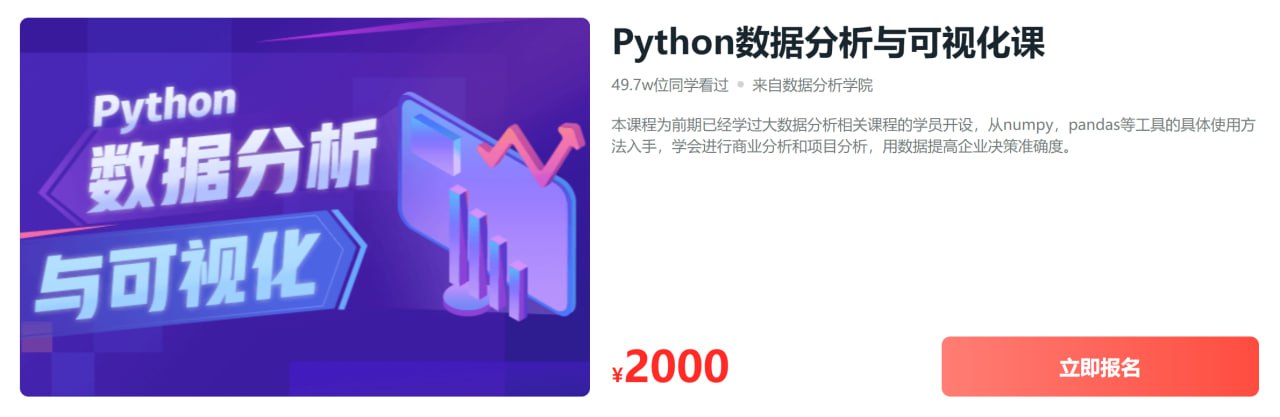 Python
数据分析
与可视化
Python数据分析与可视化课
49.7w位同学看过 • 来自数据分析学院
本课程为前期已经学过大数据分析相关课程的学员开设，从numpy，pandas等工具的具体使用方
法入手，学会进行商业分析和项目分析，用数据提高企业决策准确度。
¥2000
立即报名